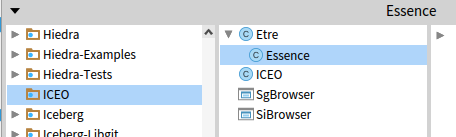 Essence
Hiedra
Hiedra-Examples
Hiedra-Tests
ICEO
Iceberg
Iceberg-Libgit
Etre
Essence
ICEO
SgBrowser
SiBrowser